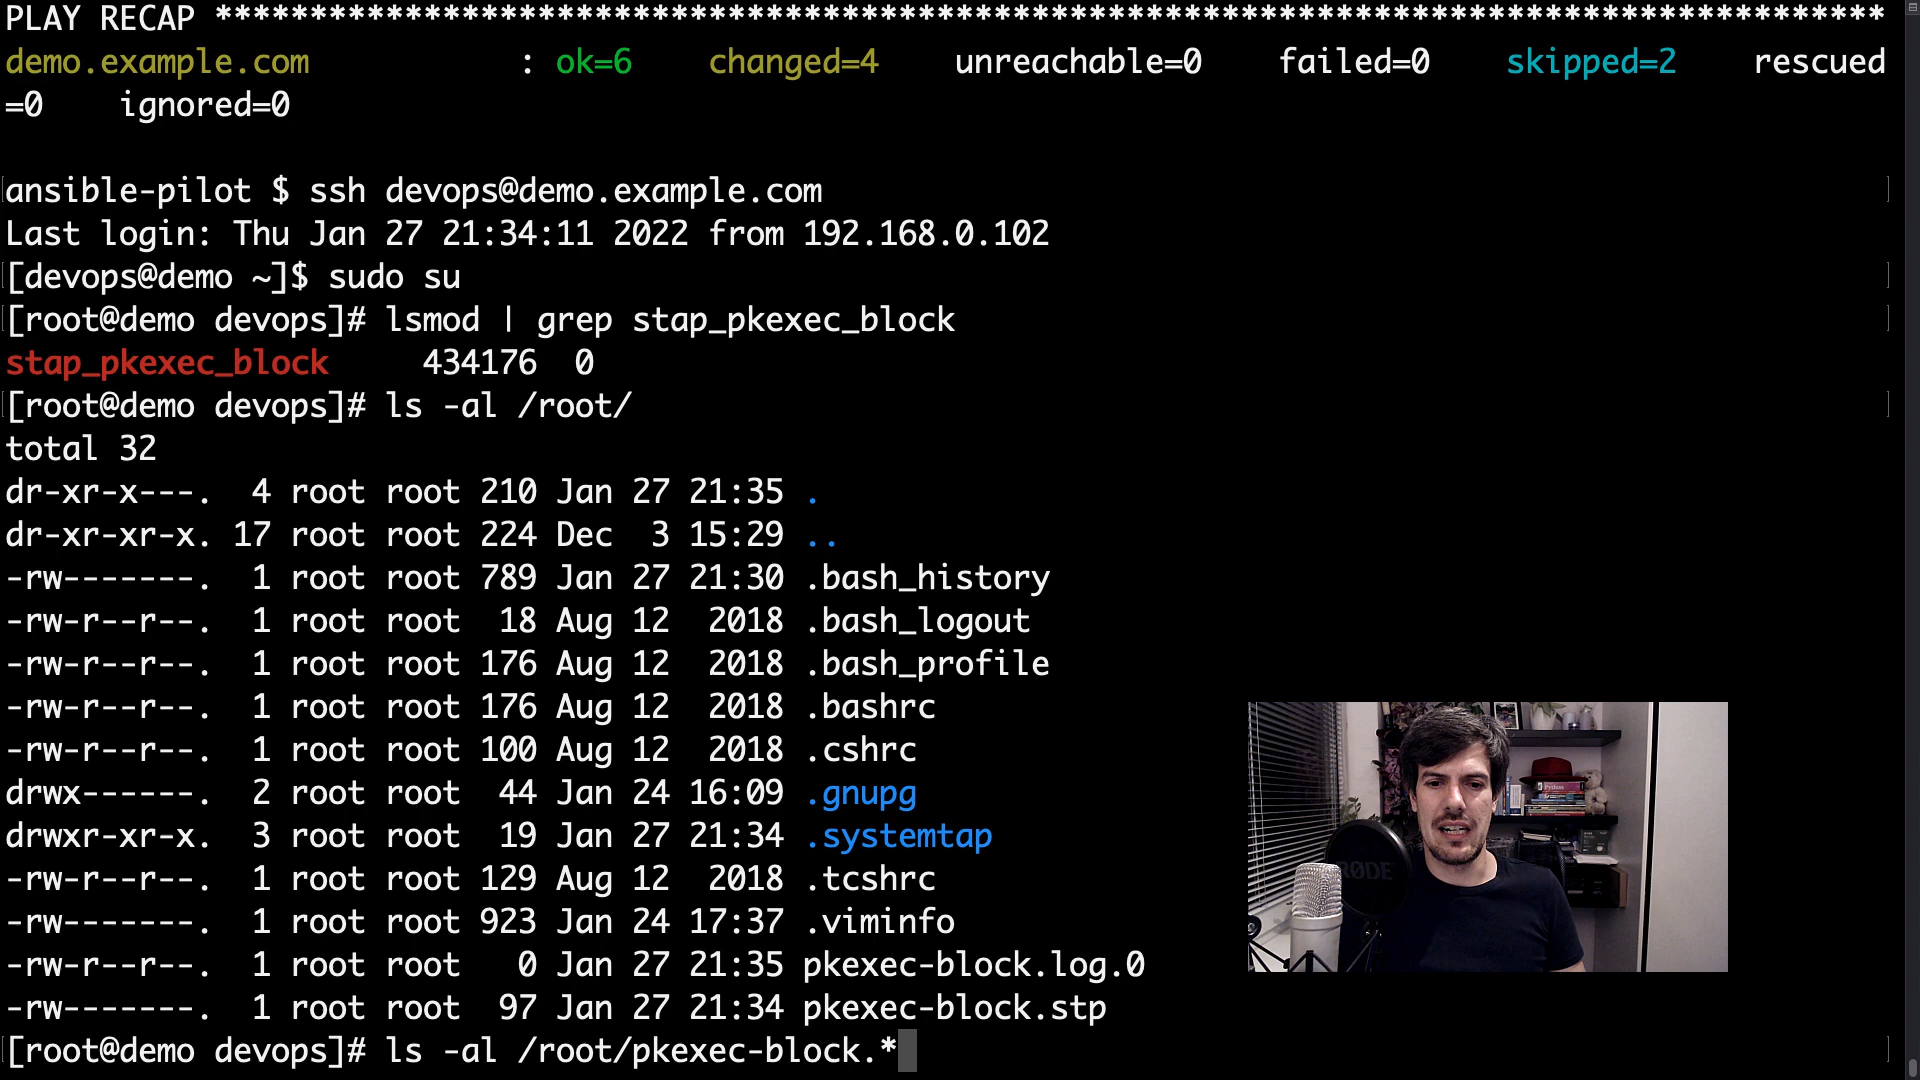 PLAY RECAP ****************************************************************************************
demo.example.com : ok=6 changed=4 unreachable=0 failed=0 skipped=2 rescued
=0 ignored=0
ansible-pilot $ ssh devops@demo.example.com
Last login: Thu Jan 27 21:34:11 2022 from 192.168.0.102
[devops@demo ~]$ sudo su
[root@demo devops]# lsmod | grep stap_pkexec_block
stap_pkexec_block 434176 0
[root@demo devops]# ls -al /root/
total 32
dr-xr-x---. 4 root root 210 Jan 27 21:35 .
dr-xr-xr-x. 17 root root 224 Dec 3 15:29 ..
-rw-------. 1 root root 789 Jan 27 21:30 .bash_history
-rw-r--r--. 1 root root 18 Aug 12 2018 .bash_logout
-rw-r--r--. 1 root root 176 Aug 12 2018 .bash_profile
-rw-r--r--. 1 root root 176 Aug 12 2018 .bashrc
-rw-r--r--. 1 root root 100 Aug 12 2018 .cshrc
drwx------. 2 root root 44 Jan 24 16:09 .gnupg
drwxr-xr-x. 3 root root 19 Jan 27 21:34 .systemtap
-rw-r--r--. 1 root root 129 Aug 12 2018 .tcshrc
-rw-------. 1 root root 923 Jan 24 17:37 .viminfo
-rw-r--r--. 1 root root 0 Jan 27 21:35 pkexec-block.log.0
-rw-------. 1 root root 97 Jan 27 21:34 pkexec-block.stp
[root@demo devops]# ls -al /root/pkexec-block.*
Python
RØDE